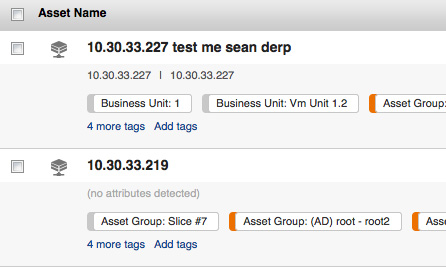 Asset Name
10.30.33.227 test me sean derp
10.30.33.227 | 10.30.33.227
Business Unit: 1 Business Unit: Vm Unit 1.2 Asset Group:
4 more tags Add tags
10.30.33.219
(no attributes detected)
Asset Group: Slice #7 Asset Group: (AD) root - root2 Asse
4 more tags Add tags